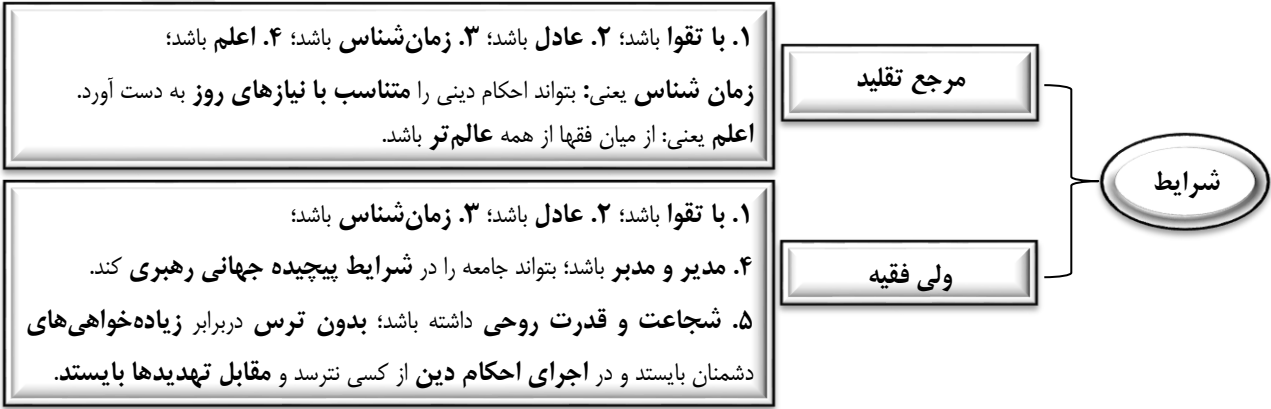 شرایط
مرجع تقلید
۱. با تقوا باشد؛ ۲. عادل باشد؛ ۳. زمان‌شناس باشد؛ ۴. اعلم باشد؛
زمان شناس یعنی: بتواند احکام دینی را متناسب با نیازهای روز به دست آورد.
اعلم یعنی: از میان فقها از همه عالم‌تر باشد.
ولی فقیه
۱. با تقوا باشد؛ ۲. عادل باشد؛ ۳. زمان‌شناس باشد؛
۴. مدیر و مدبر باشد؛ بتواند جامعه را در شرایط پیچیده جهانی رهبری کند.
۵. شجاعت و قدرت روحی داشته باشد؛ بدون ترس دربرابر زیاده‌خواهی‌های
دشمنان بایستد و در اجرای احکام دین از کسی نترسد و مقابل تهدیدها بایستد.